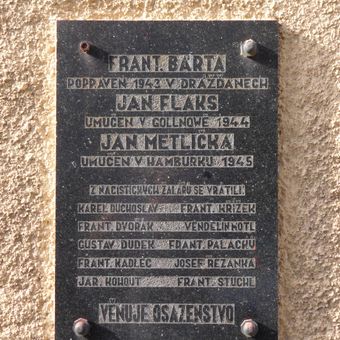 FRANT. BÁRTA
POPRAVEN 1943 V DRÁŽĎANECH
JAN FLAKS
UMUČEN V GOLLNOWĚ 1944
JAN METLIČKA
UMUČEN V HAMBURKU 1945
Z NACISTICKÝCH ŽALÁŘŮ SE VRÁTILI:
KAREL DUCHOSLAV FRANT. KŘÍŽEK
FRANT. DVOŘÁK VENDELÍN OTL
GUSTAV DUDEK FRANT. PALACKÝ
FRANT. KADLEC JOSEF ŘEZANKA
JAR. KOHOUT FRANT. STUCHL
VĚNUJE OSAZENSTVO